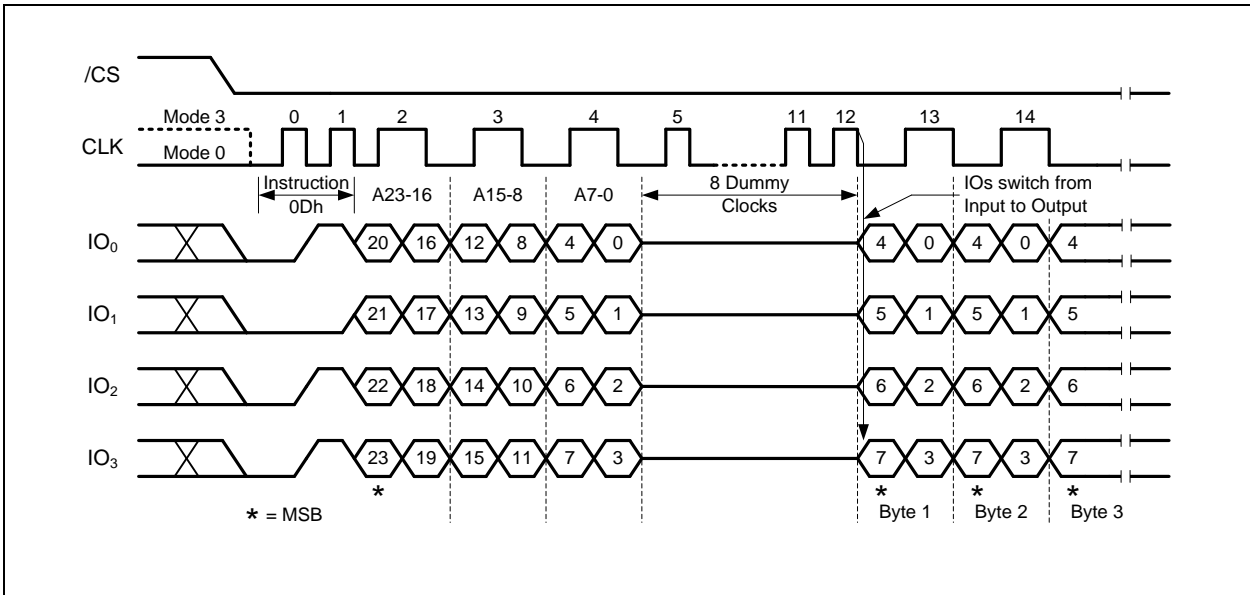 /CS
Mode 3 0 1 2 3 4 5 11 12 13 14
CLK
Mode 0
Instruction
0Dh
A23-16 A15-8 A7-0
8 Dummy
Clocks
IOs switch from
Input to Output
IO0 20 16 12 8 4 0 4 0 4 0 4
IO1 21 17 13 9 5 1 5 1 5 1 5
IO2 22 18 14 10 6 2 6 2 6 2 6
IO3 23 19 15 11 7 3 7 3 7 3 7
* * * *
* = MSB
Byte 1 Byte 2 Byte 3